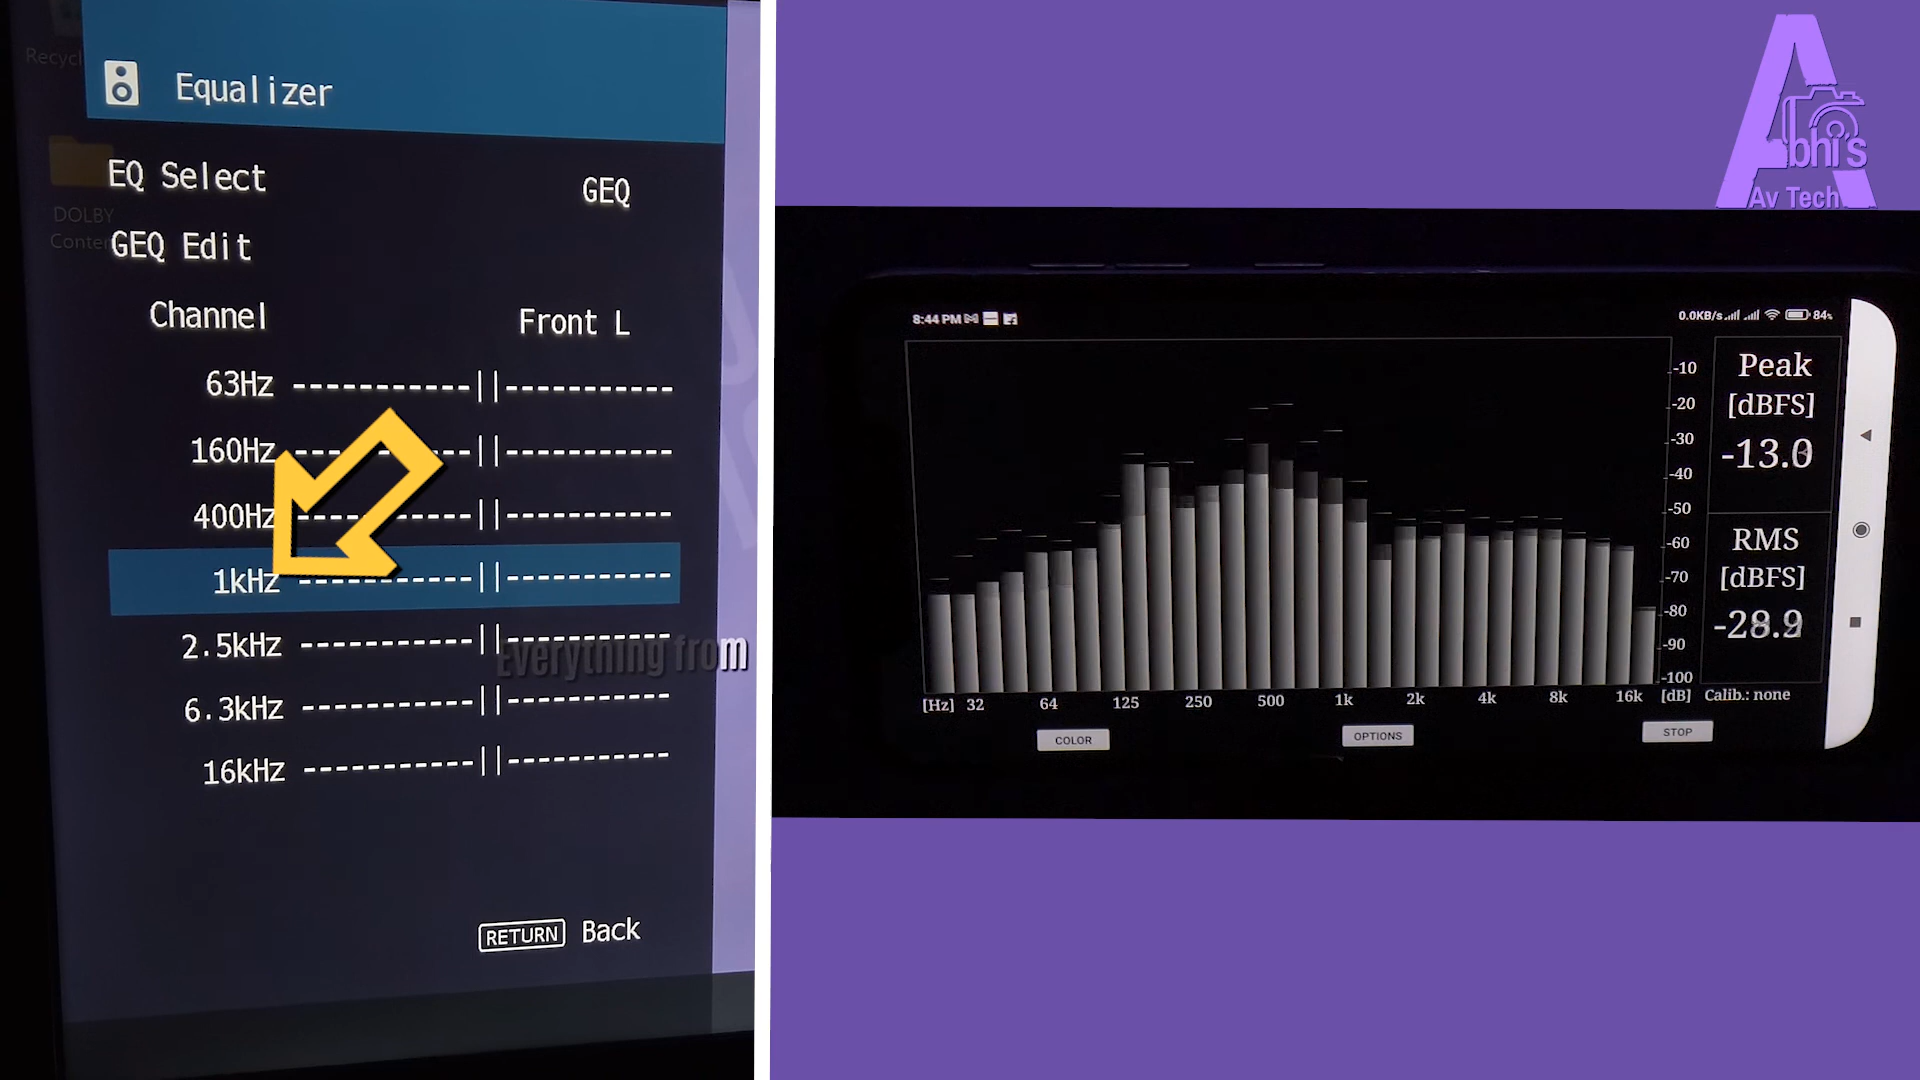 Recycl
Equalizer
EQ Select GEQ
DOLBY
Conte
GEQ Edit
Channel Front L
63Hz
160Hz
400Hz
1kHz
2.5kHz
Everything from
6.3kHz
16kHz
RETURN Back
A
bhi's
Av Tech
8:44 PM
0.0KB/s 84%
Peak
[dBFS]
-13.0
RMS
[dBFS]
-28.9
-10
-20
-30
-40
-50
-60
-70
-80
-90
-100
[Hz] 32 64 125 250 500 1k 2k 4k 8k 16k [dB] Calib.: none
COLOR OPTIONS STOP